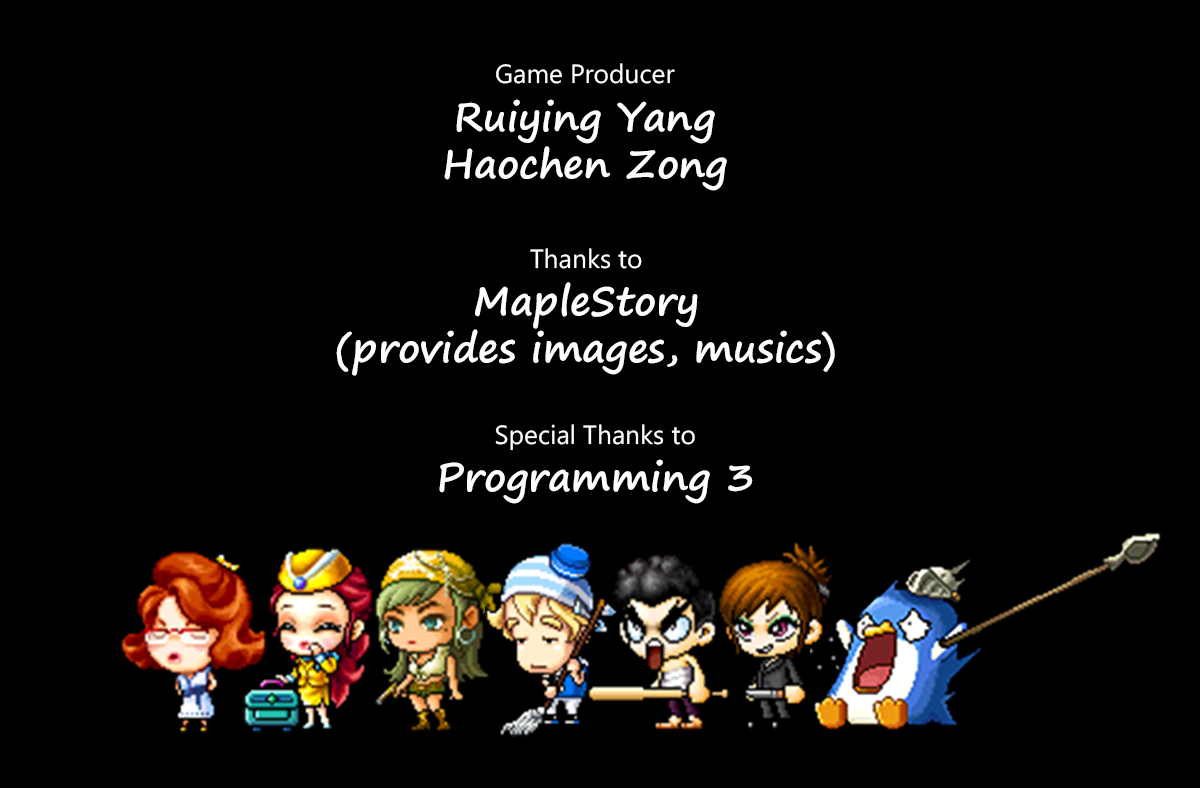 Game Producer
Ruiying Yang
Haochen Zong
Thanks to
MapleStory
(provides images, musics)
Special Thanks to
Programming 3